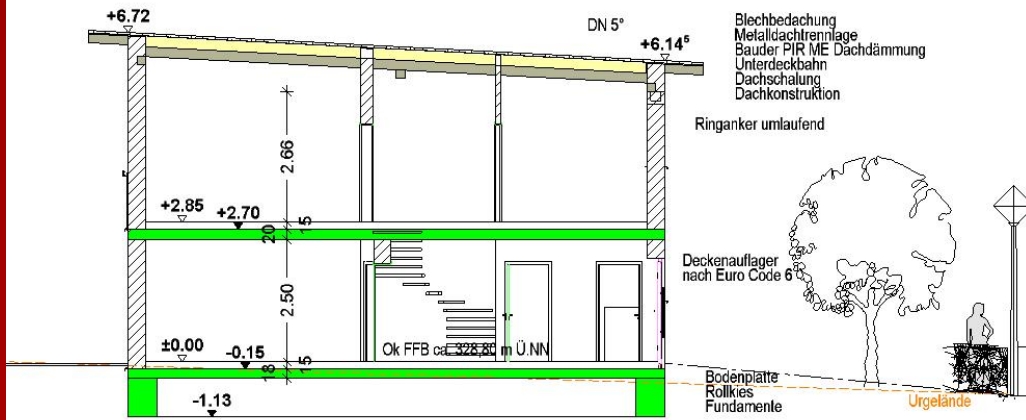 +6.72
DN 5°
+6.14⁵
Blechbedachung
Metalldachtrennlage
Bauder PIR ME Dachdämmung
Unterdeckbahn
Dachschalung
Dachkonstruktion
Ringanker umlaufend
2.66
+2.85
+2.70
15
20
Deckenauflager
nach Euro Code 6
2.50
±0.00
-0.15
15
18
Ok FFB ca. 328,80 m Ü.NN
Bodenplatte
Rollkies
Fundamente
-1.13
Urgelände